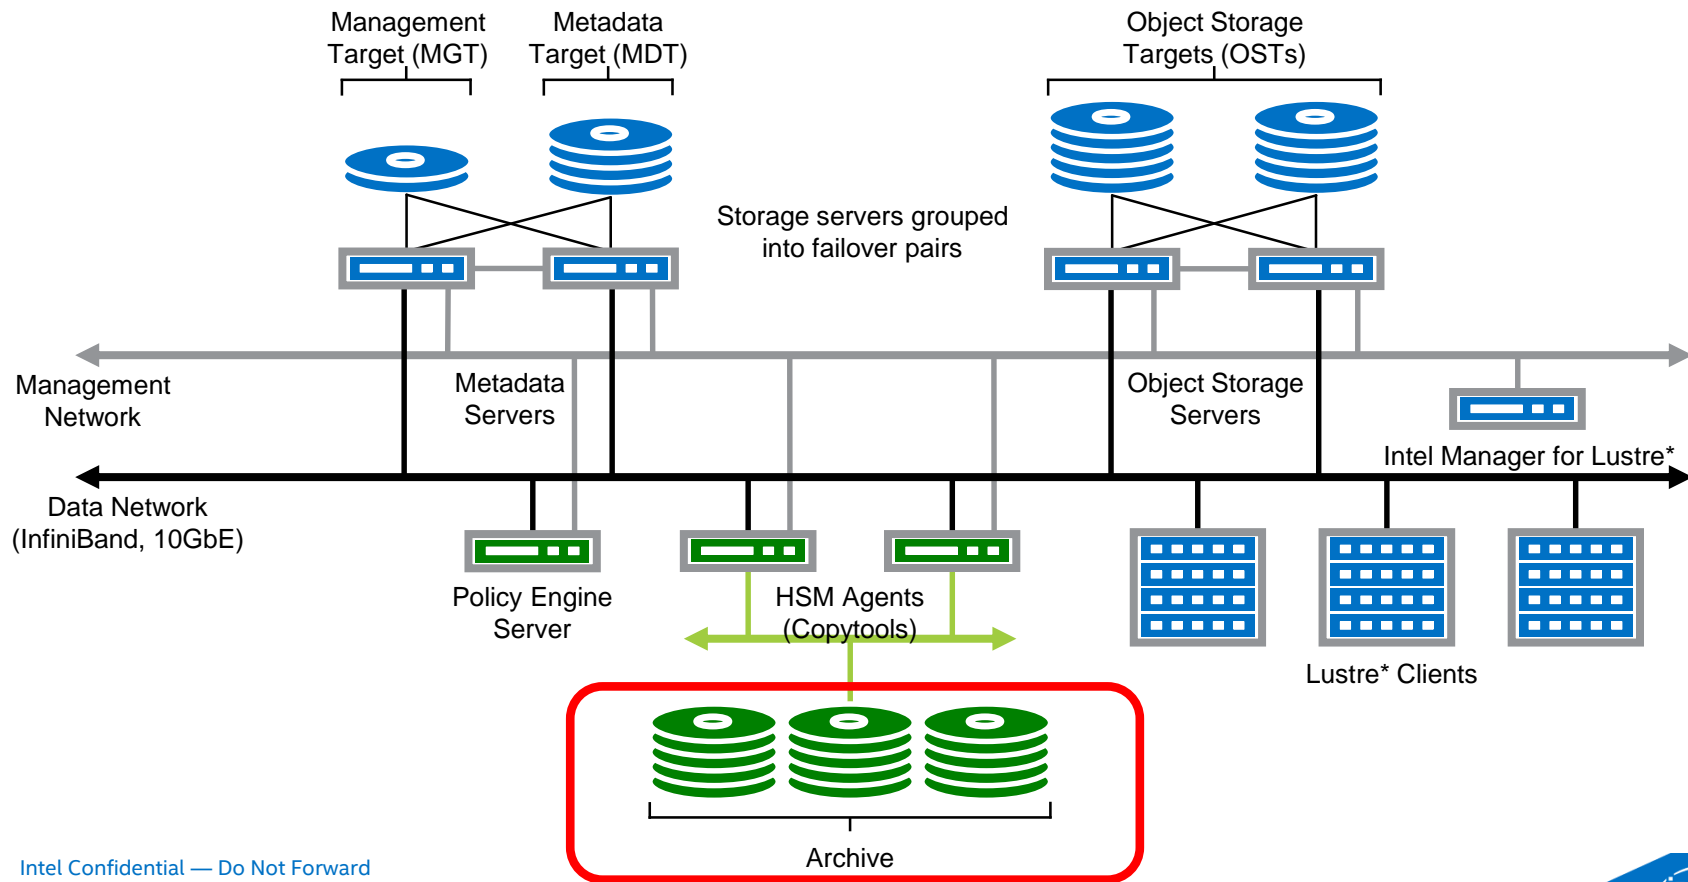 Management
Target (MGT)
Metadata
Target (MDT)
Object Storage
Targets (OSTs)
Storage servers grouped
into failover pairs
Management
Network
Metadata
Servers
Object Storage
Servers
Intel Manager for Lustre*
Data Network
(InfiniBand, 10GbE)
Policy Engine
Server
HSM Agents
(Copytools)
Lustre* Clients
Archive
Intel Confidential — Do Not Forward